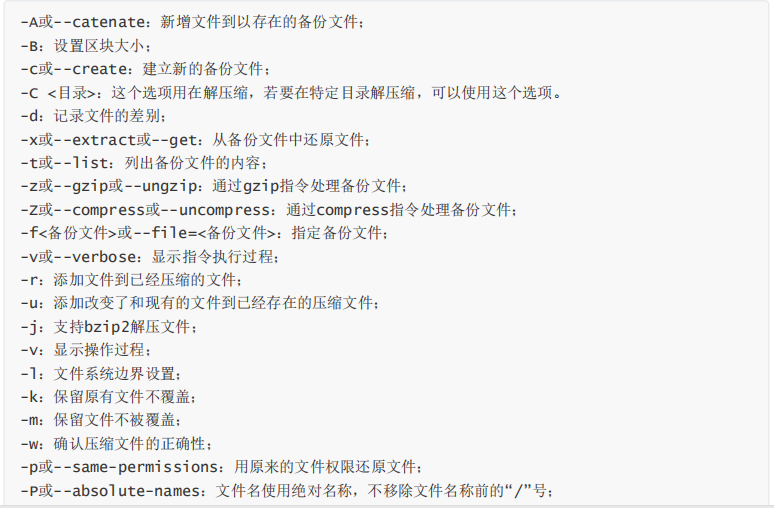 -A或--catenate：新增文件到以存在的备份文件；
-B：设置区块大小；
-c或--create：建立新的备份文件；
-C <目录>：这个选项用在解压缩，若要在特定目录解压缩，可以使用这个选项。
-d：记录文件的差别；
-x或--extract或--get：从备份文件中还原文件；
-t或--list：列出备份文件的内容；
-z或--gzip或--ungzip：通过gzip指令处理备份文件；
-Z或--compress或--uncompress：通过compress指令处理备份文件；
-f<备份文件>或--file=<备份文件>：指定备份文件；
-v或--verbose：显示指令执行过程；
-r：添加文件到已经压缩的文件；
-u：添加改变了和现有的文件到已经存在的压缩文件；
-j：支持bzip2解压文件；
-v：显示操作过程；
-l：文件系统边界设置；
-k：保留原有文件不覆盖；
-m：保留文件不被覆盖；
-w：确认压缩文件的正确性；
-p或--same-permissions：用原来的文件权限还原文件；
-P或--absolute-names：文件名使用绝对名称，不移除文件名称前的“/”号；